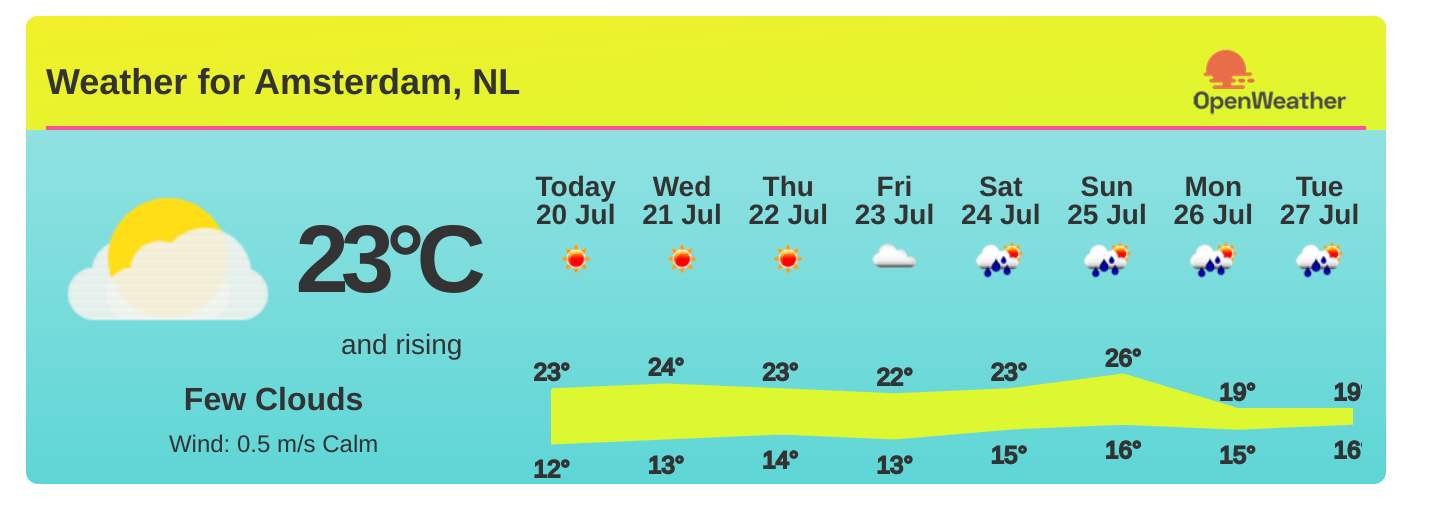 Weather for Amsterdam, NL
OpenWeather
23°C
and rising
Few Clouds
Wind: 0.5 m/s Calm
Today Wed Thu Fri Sat Sun Mon Tue
20 Jul 21 Jul 22 Jul 23 Jul 24 Jul 25 Jul 26 Jul 27 Jul
23° 24° 23° 22° 23° 26° 19° 19°
12° 13° 14° 13° 15° 16° 15° 16°